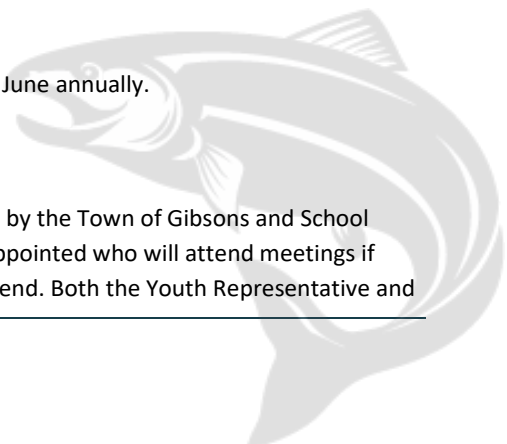 June annually.
by the Town of Gibsons and School
ppointed who will attend meetings if
end. Both the Youth Representative and